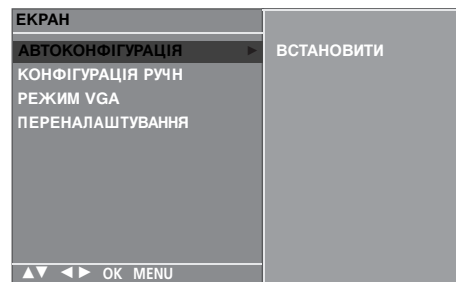 ЕКРАН
АВТОКОНФІГУРАЦІЯ ▶ ВСТАНОВИТИ
КОНФІГУРАЦІЯ РУЧН
РЕЖИМ VGA
ПЕРЕНАЛАШТУВАННЯ
▲▼ ◄► OK MENU